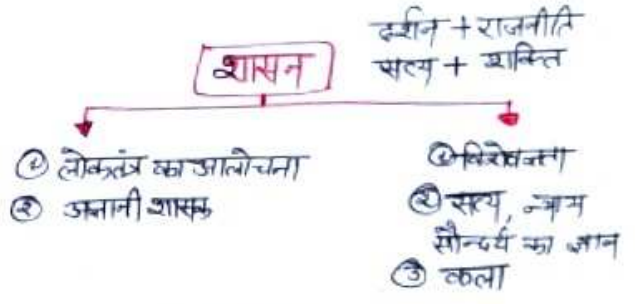 दर्शन + राजनीति
सत्य + शक्ति
शासन
① लोकतंत्र का आलोचना
② अज्ञानी शासक
① विशेषज्ञता
② सत्य, न्याय
सौन्दर्य का ज्ञान
③ कला